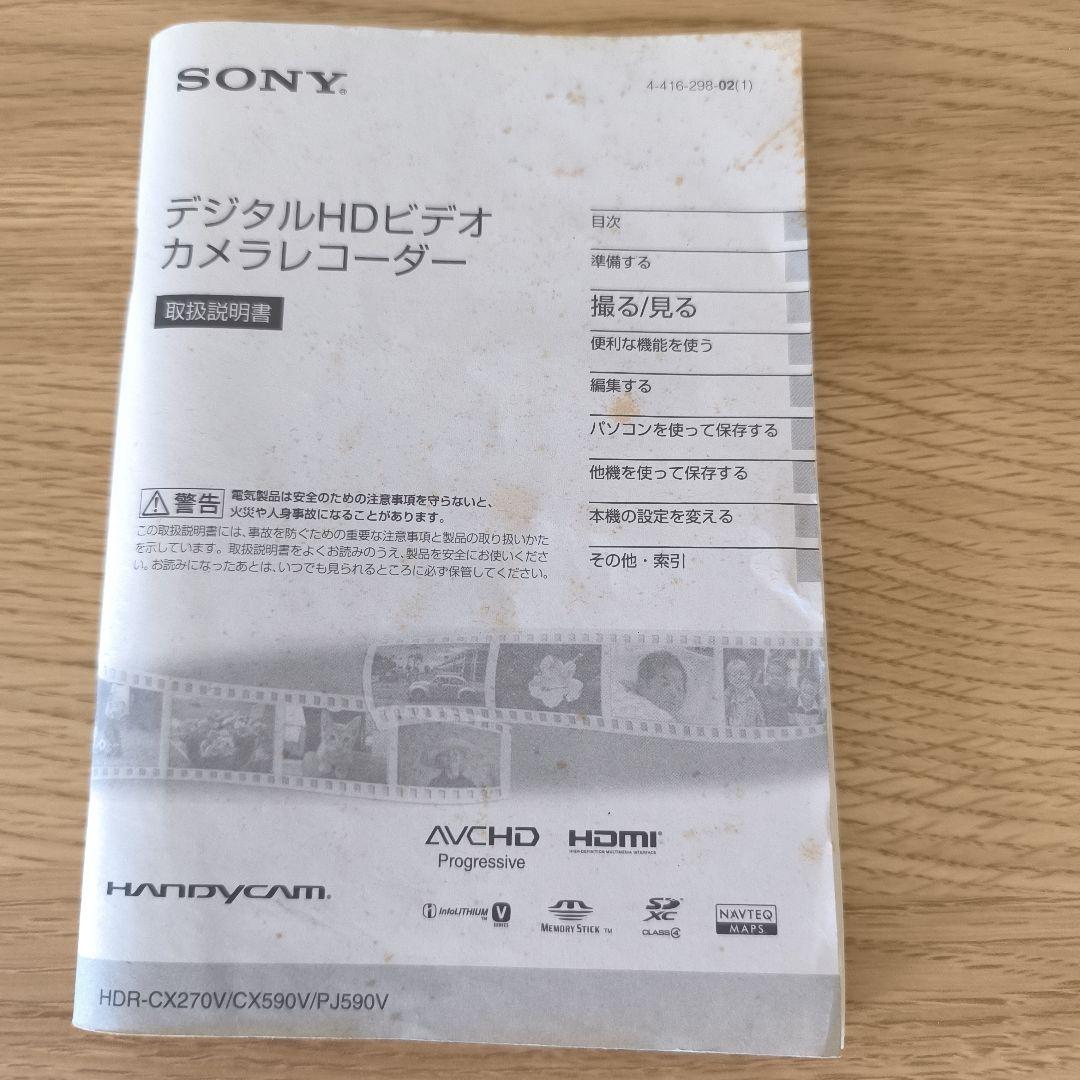 SONY®
4-416-298-02(1)
デジタルHDビデオ
カメラレコーダー
取扱説明書
目次
準備する
撮る/見る
便利な機能を使う
編集する
パソコンを使って保存する
他機を使って保存する
本機の設定を変える
その他・索引
警告
電気製品は安全のための注意事項を守らないと、
火災や人身事故になることがあります。
この取扱説明書には、事故を防ぐための重要な注意事項と製品の取り扱いかた
を示しています。取扱説明書をよくお読みのうえ、製品を安全にお使いくださ
い。お読みになったあとは、いつでも見られるところに必ず保管してください。
AVCHD
Progressive
HDMI®
HIGH-DEFINITION MULTIMEDIA INTERFACE
HANDYCAM®
InfoLITHIUM™ V
SERIES
MEMORY STICK™
SD
XC
CLASS④
NAVTEQ
MAPS
HDR-CX270V/CX590V/PJ590V